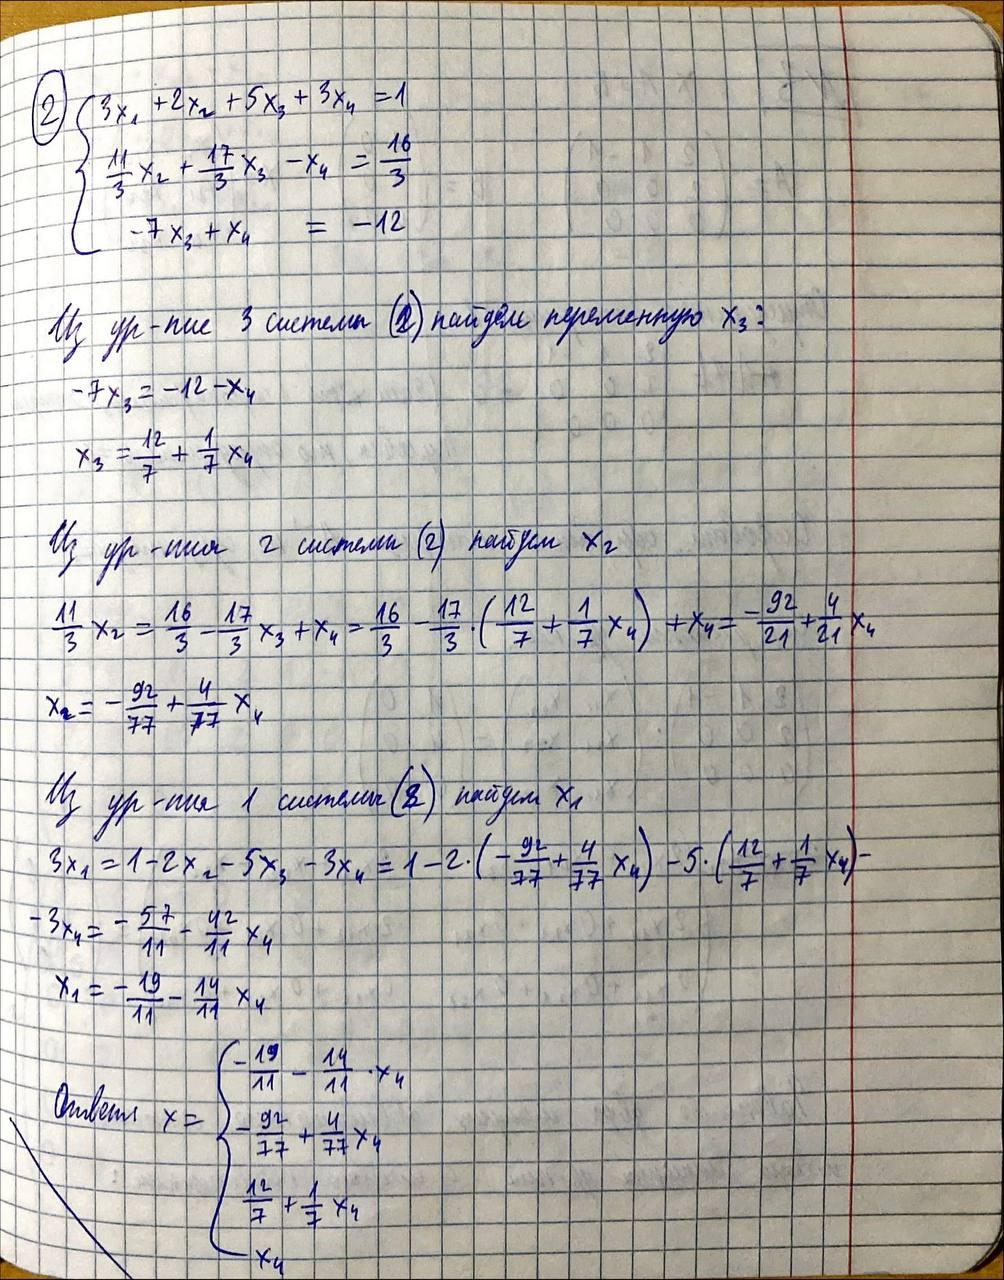 ② 3x₁ + 2x₂ + 5x₃ + 3x₄ = 1
11/3 x₂ + 17/3 x₃ - x₄ = 16/3
-7x₃ + x₄ = -12
Из ур-ние 3 системы (2) найдем переменную x₃:
-7x₃ = -12 - x₄
x₃ = 12/7 + 1/7 x₄
Из ур-ния 2 системы (2) найдем x₂
11/3 x₂ = 16/3 - 17/3 x₃ + x₄ = 16/3 - 17/3 · (12/7 + 1/7 x₄) + x₄ = -92/21 + 4/21 x₄
x₂ = -92/77 + 4/77 x₄
Из ур-ния 1 системы (2) найдем x₁
3x₁ = 1 - 2x₂ - 5x₃ - 3x₄ = 1 - 2·(-92/77 + 4/77 x₄) - 5·(12/7 + 1/7 x₄) -
-3x₄ = -57/11 - 42/11 x₄
x₁ = -19/11 - 14/11 x₄
Ответ x =
-19/11 - 14/11 · x₄
-92/77 + 4/77 x₄
12/7 + 1/7 x₄
x₄